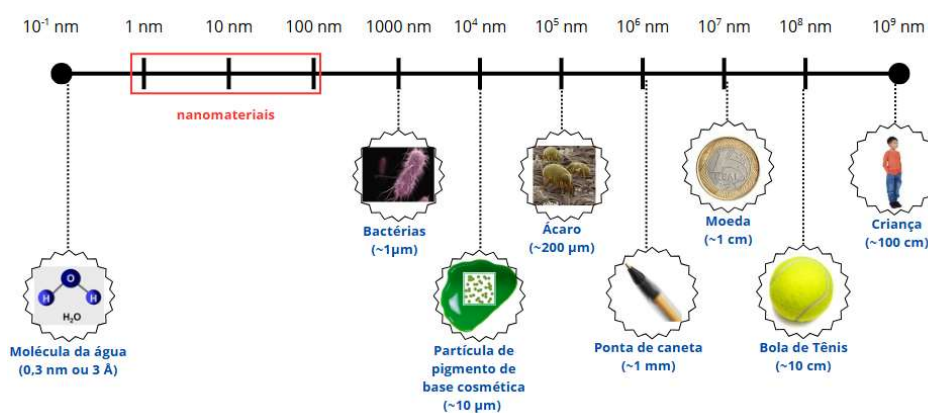 10⁻¹ nm 1 nm 10 nm 100 nm 1000 nm 10⁴ nm 10⁵ nm 10⁶ nm 10⁷ nm 10⁸ nm 10⁹ nm
nanomateriais
Bactérias
(~1μm)
Ácaro
(~200 μm)
Moeda
(~1 cm)
Criança
(~100 cm)
O
H H
H₂O
Molécula da água
(0,3 nm ou 3 Å)
Partícula de
pigmento de
base cosmética
(~10 μm)
Ponta de caneta
(~1 mm)
Bola de Tênis
(~10 cm)
1
REAL